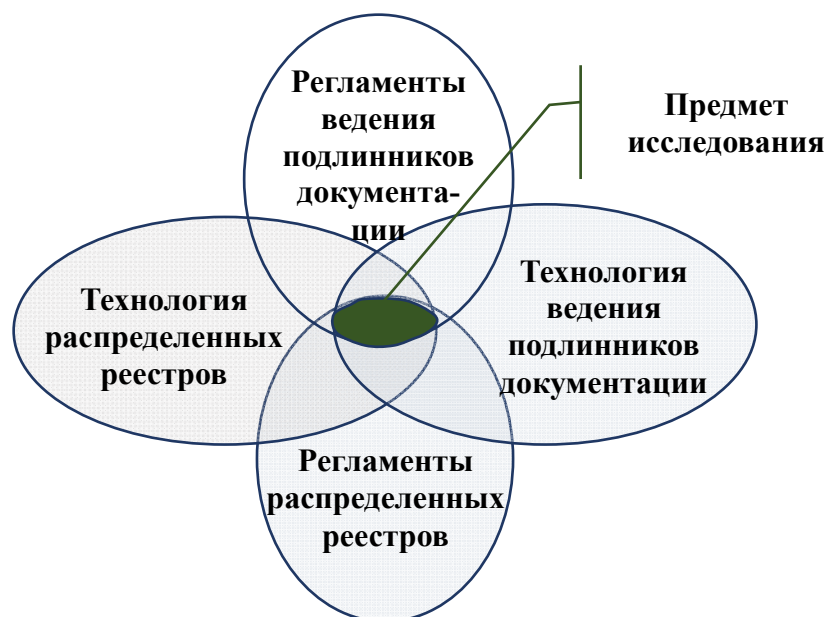 Регламенты
ведения
подлинников
документа-
ции
Предмет
исследования
Технология
распределенных
реестров
Технология
ведения
подлинников
документации
Регламенты
распределенных
реестров